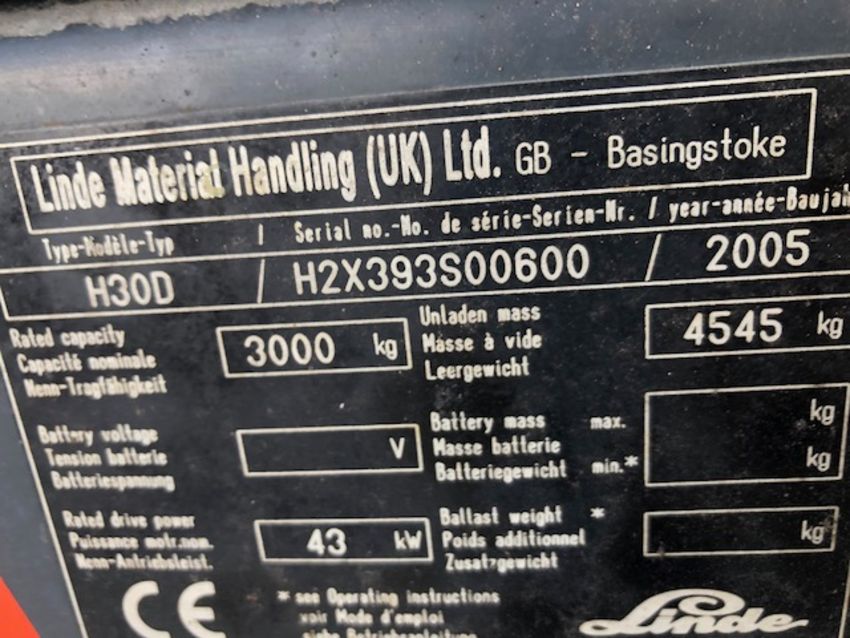 Linde Material Handling (UK) Ltd. GB - Basingstoke
Type-Modèle-Typ / Serial no.-No. de série-Serien-Nr. / year-année-Baujah
H30D / H2X393S00600 / 2005
Rated capacity
Capacité nominale
Nenn-Tragfähigkeit
3000 kg
Unladen mass
Masse à vide
Leergewicht
4545 kg
Battery voltage
Tension batterie
Batteriespannung
V
Battery mass max. kg
Masse batterie
Batteriegewicht min.* kg
Rated drive power
Puissance motr.nom.
Nenn-Antriebsleist.
43 kW
Ballast weight *
Poids additionnel
Zusatzgewicht
kg
CE
* see Operating instructions
voir Mode d'emploi
siehe Betriebsanleitung
Linde